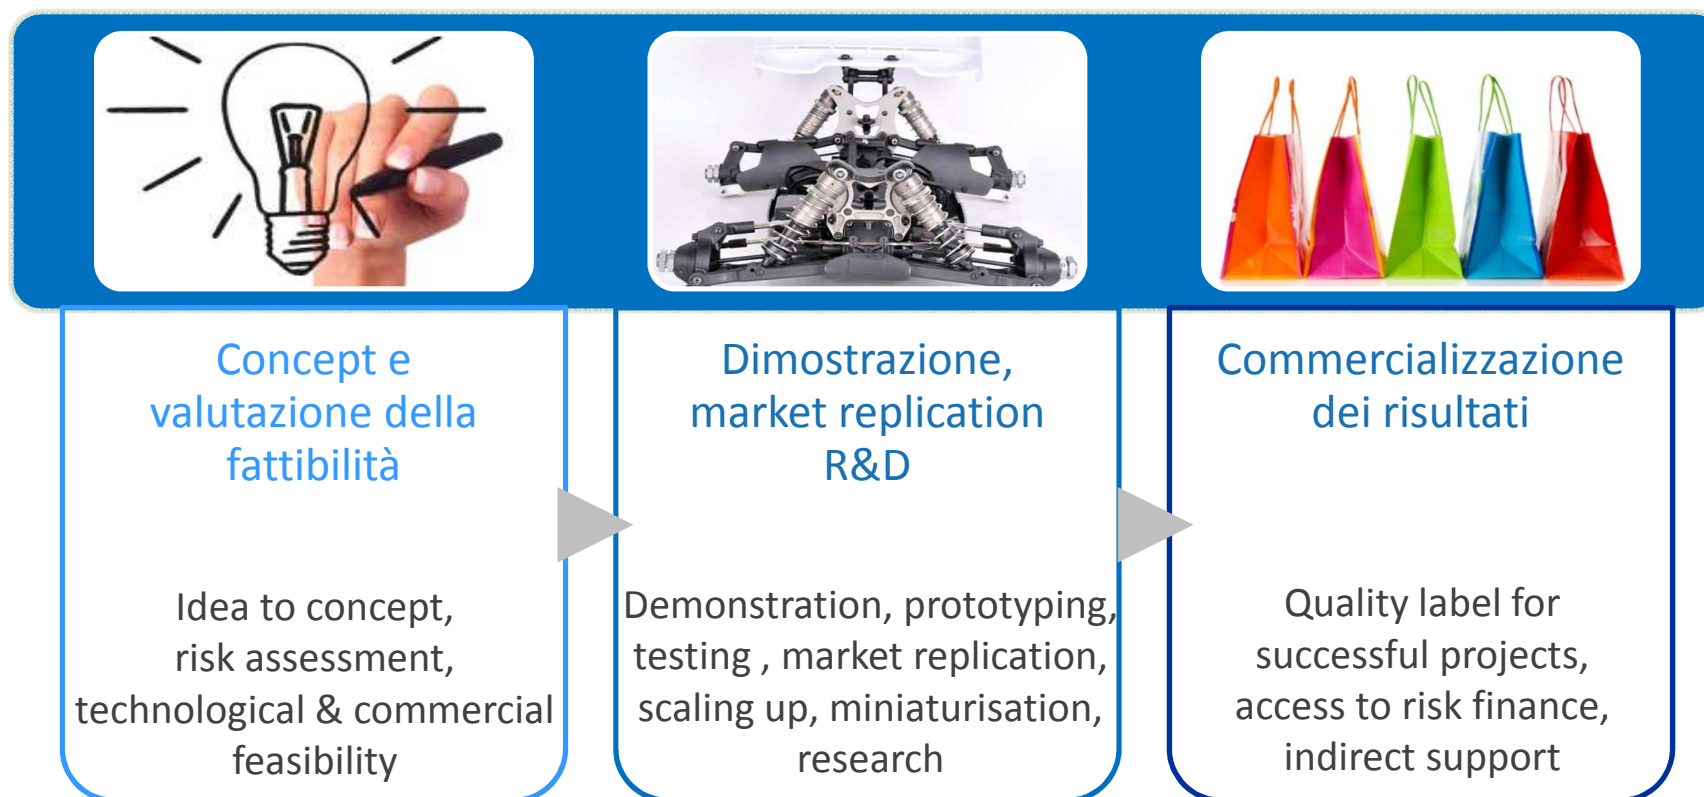 Concept e
valutazione della
fattibilità
Idea to concept,
risk assessment,
technological & commercial
feasibility
Dimostrazione,
market replication
R&D
Demonstration, prototyping,
testing , market replication,
scaling up, miniaturisation,
research
Commercializzazione
dei risultati
Quality label for
successful projects,
access to risk finance,
indirect support